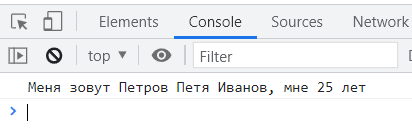 Elements Console Sources Network
top Filter
Меня зовут Петров Петя Иванов, мне 25 лет
>